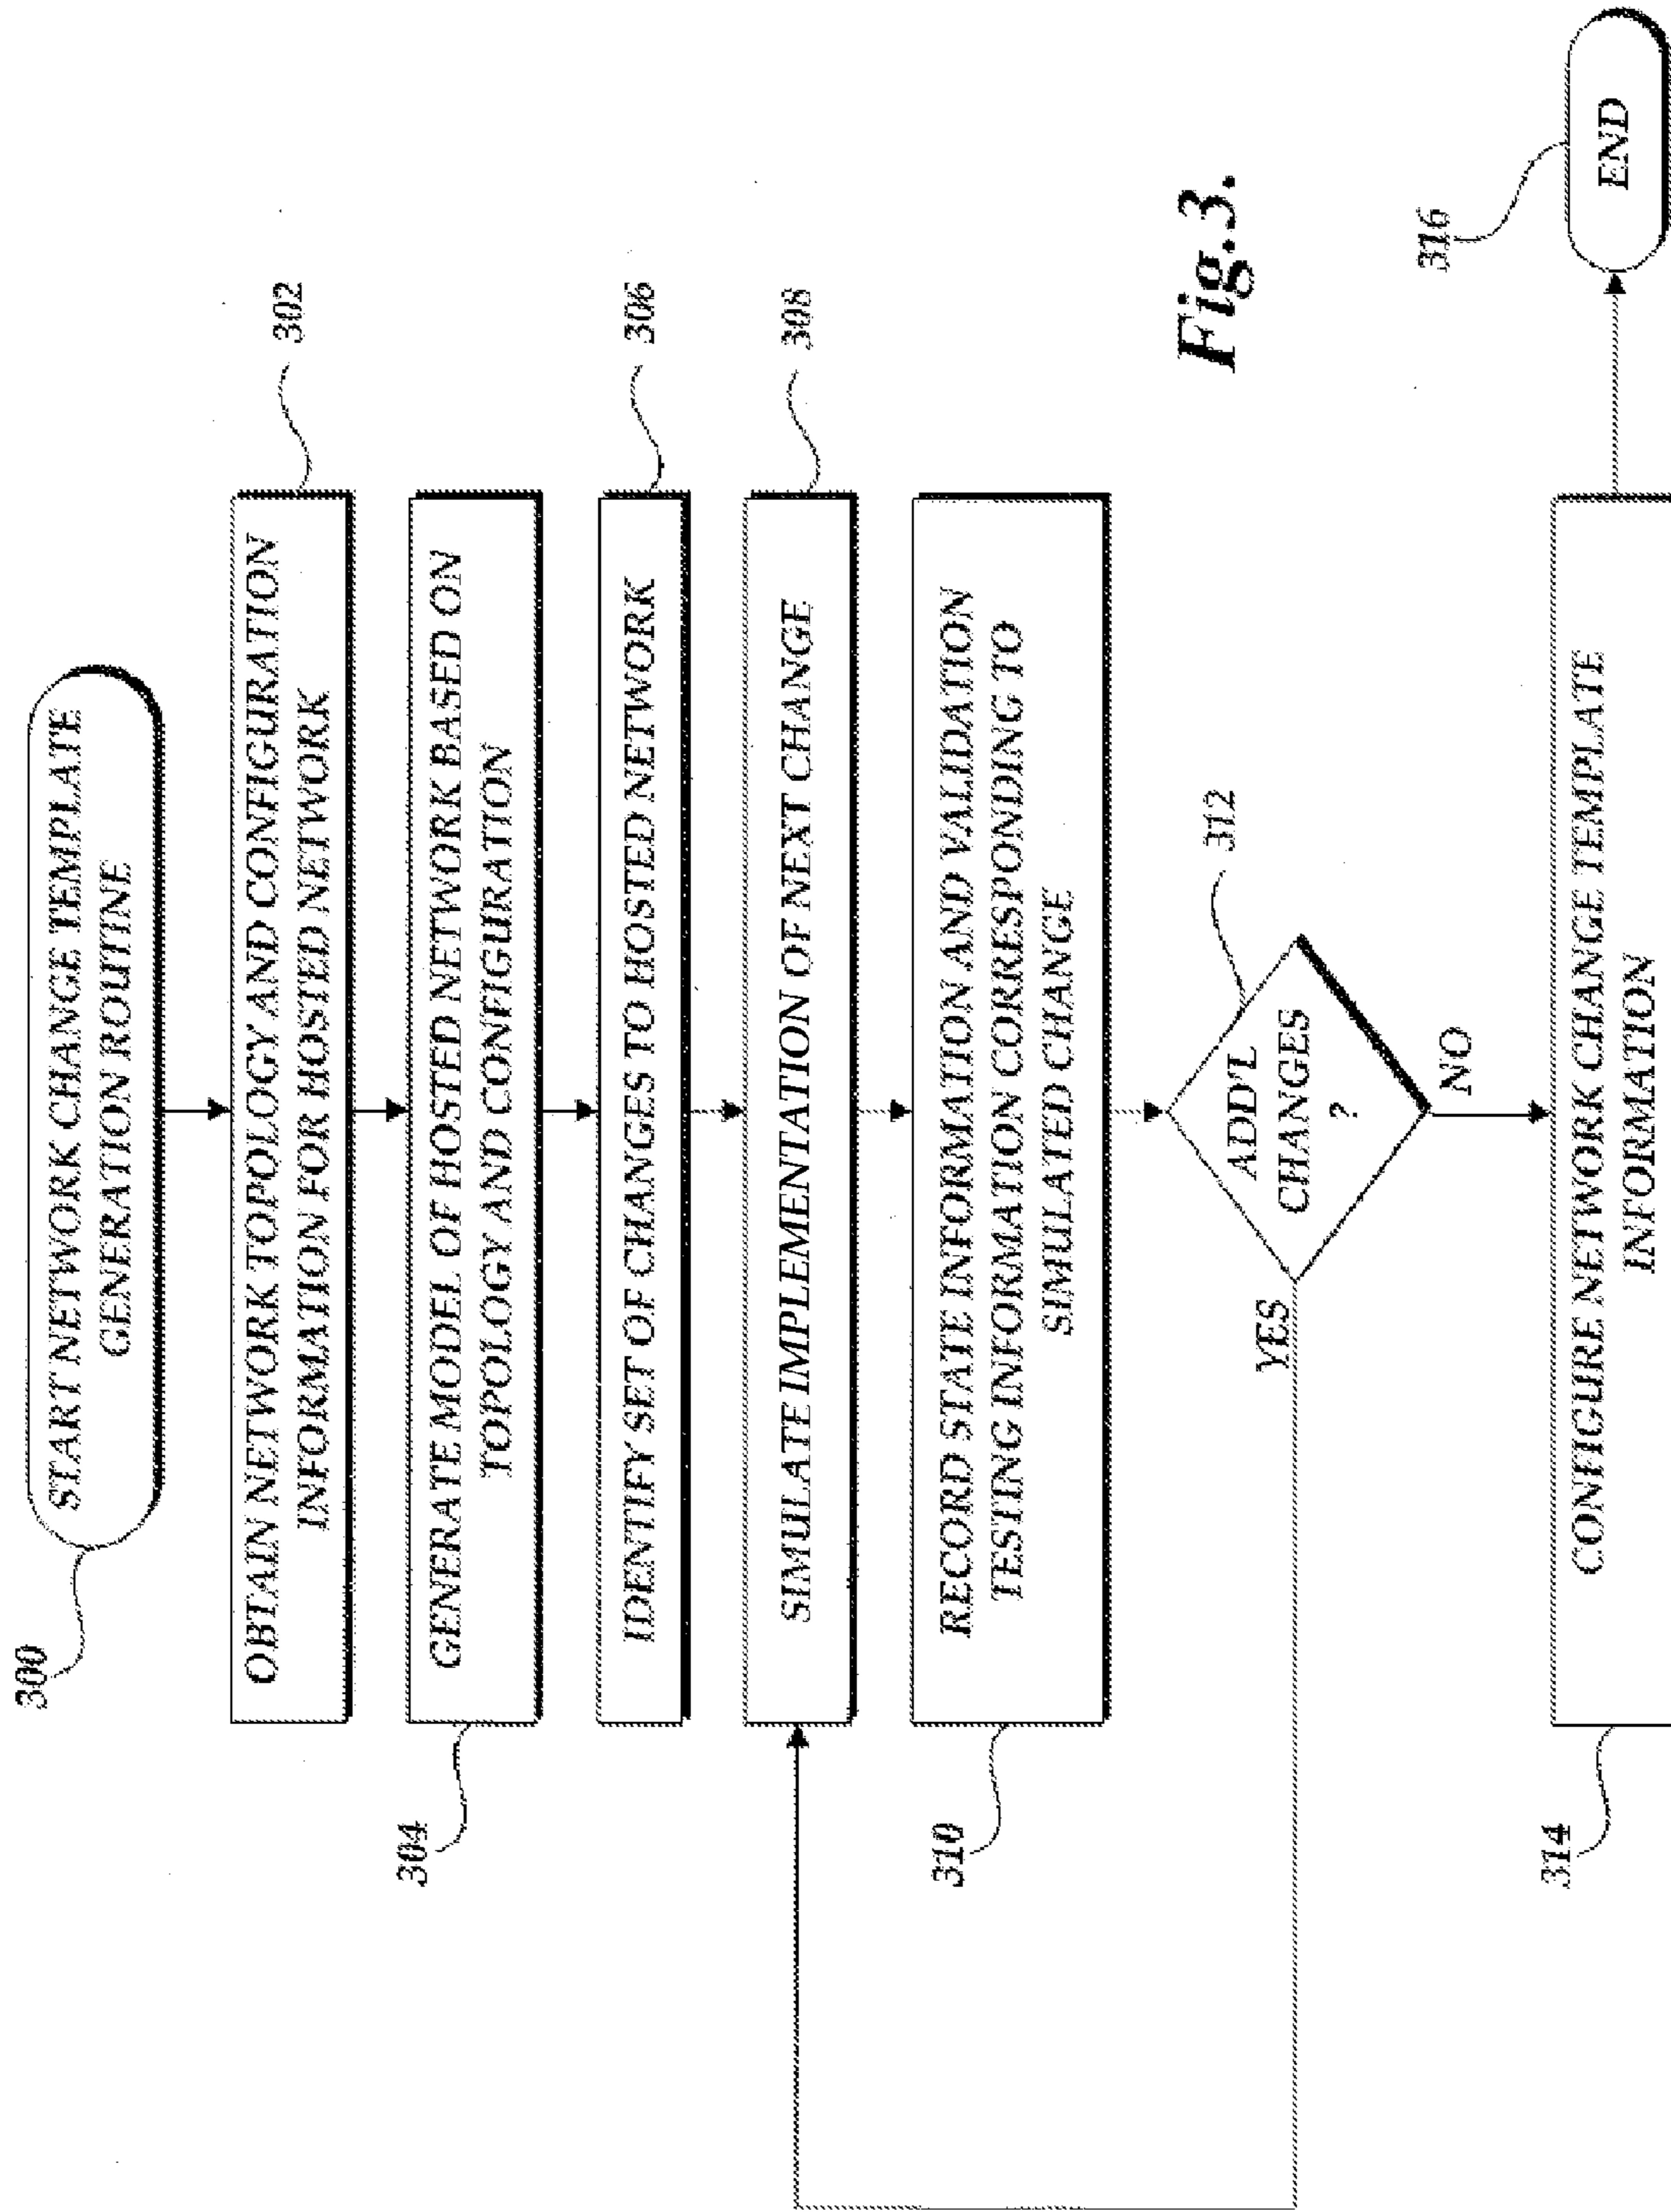 300
START NETWORK CHANGE TEMPLATE
GENERATION ROUTINE
OBTAIN NETWORK TOPOLOGY AND CONFIGURATION
INFORMATION FOR HOSTED NETWORK
302
304
GENERATE MODEL OF HOSTED NETWORK BASED ON
TOPOLOGY AND CONFIGURATION
IDENTIFY SET OF CHANGES TO HOSTED NETWORK
306
SIMULATE IMPLEMENTATION OF NEXT CHANGE
308
310
RECORD STATE INFORMATION AND VALIDATION
TESTING INFORMATION CORRESPONDING TO
SIMULATED CHANGE
312
ADD'L
CHANGES
?
YES
NO
Fig.3.
314
CONFIGURE NETWORK CHANGE TEMPLATE
INFORMATION
316
END